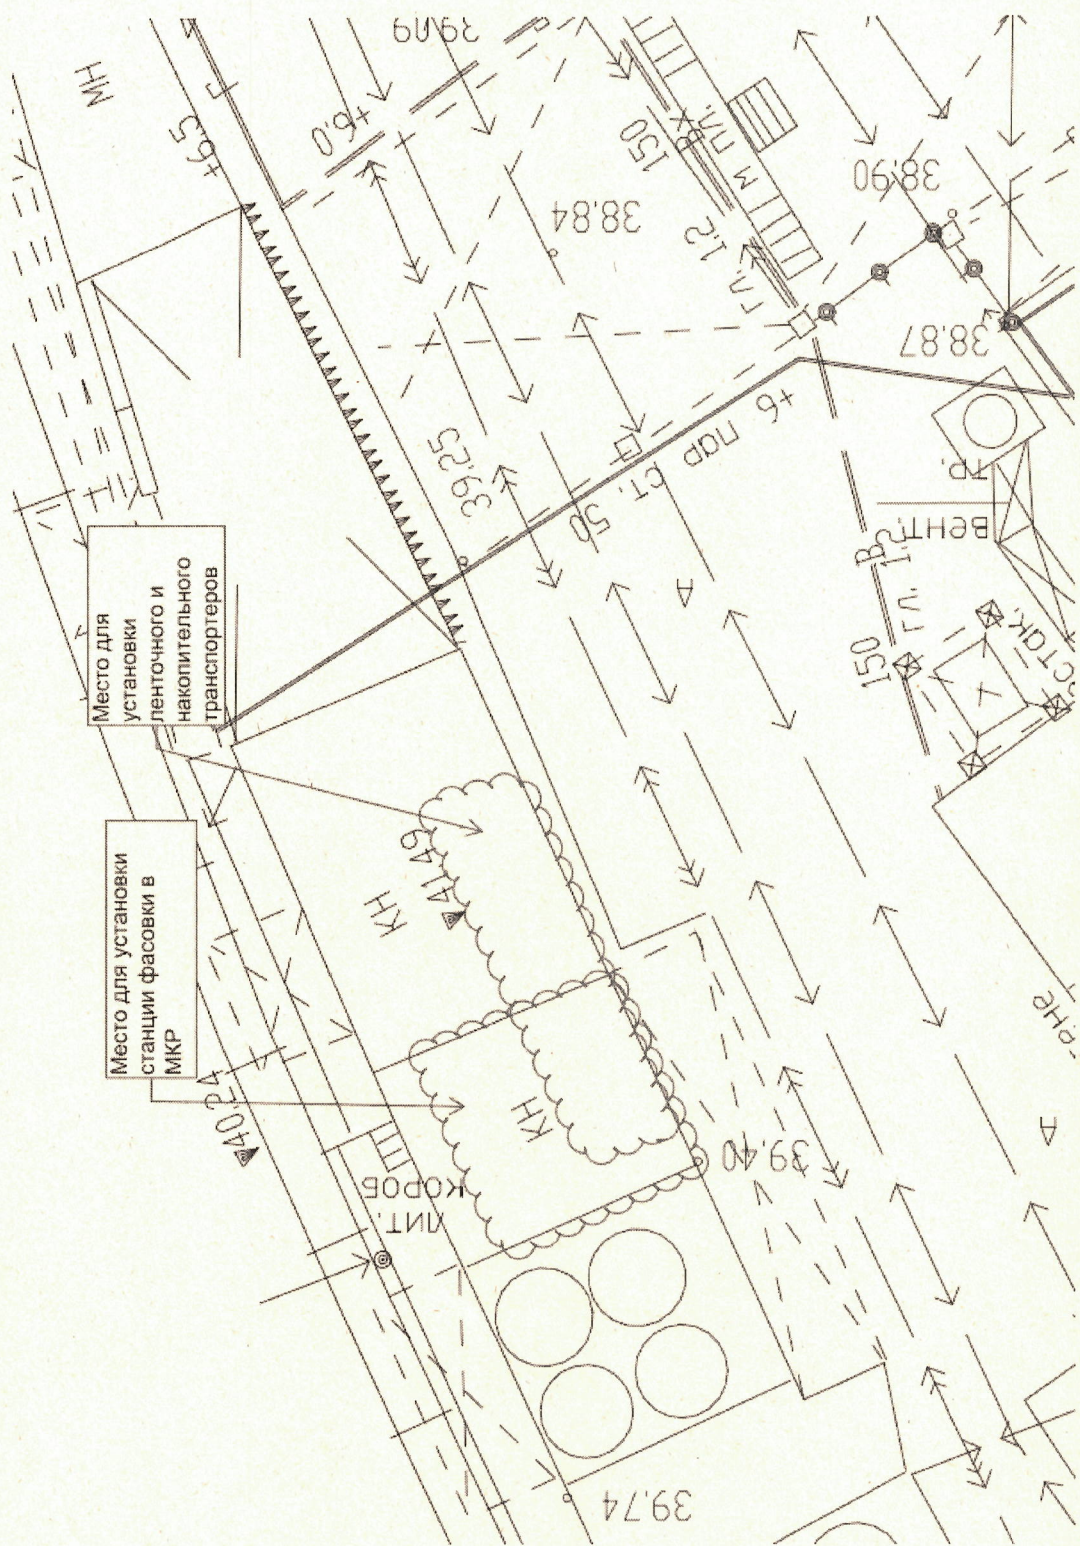 Место для
установки
ленточного и
накопительного
транспортеров
Место для установки
станции фасовки в
МКР
МН
+6.5
+6.0
39.09
150
вх.
М пл.
38.84
38.90
гл. 1.2
38.87
+6
пар
ст.
50
39.25
тр.
вент.
150
В
гл. 1.2
А
КН
41.49
40.24
КН
лит.
короб
39.40
А
39.74